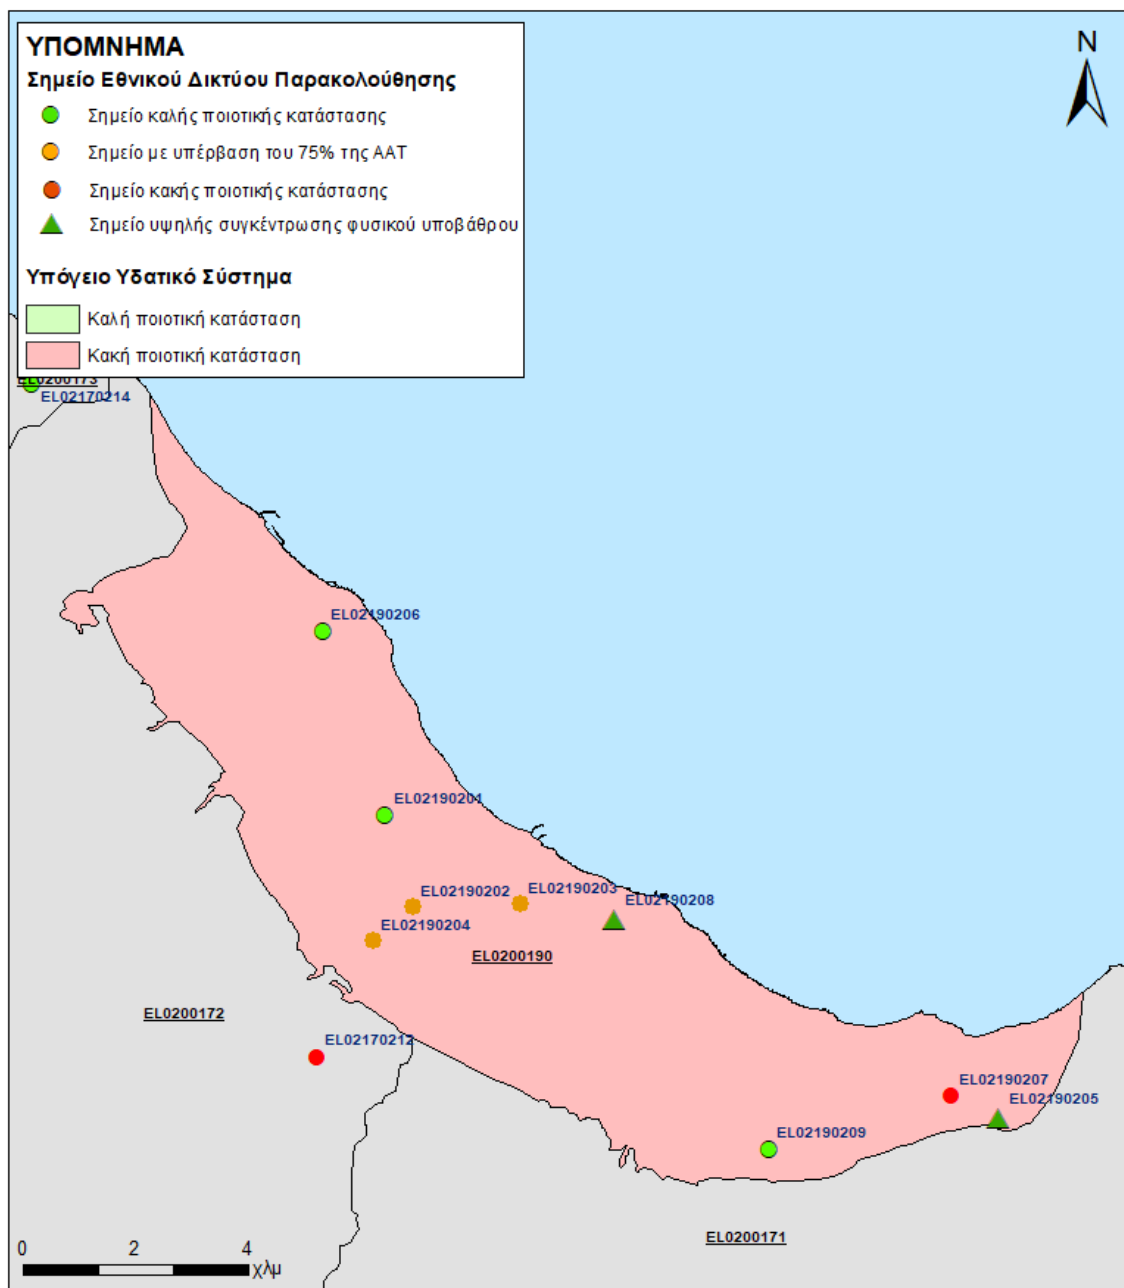 ΥΠΟΜΝΗΜΑ
Σημείο Εθνικού Δικτύου Παρακολούθησης
Σημείο καλής ποιοτικής κατάστασης
Σημείο με υπέρβαση του 75% της ΑΑΤ
Σημείο κακής ποιοτικής κατάστασης
Σημείο υψηλής συγκέντρωσης φυσικού υποβάθρου
Υπόγειο Υδατικό Σύστημα
Καλή ποιοτική κατάσταση
Κακή ποιοτική κατάσταση
N
EL0200173
EL02170214
EL02190206
EL02190201
EL02190202
EL02190203
EL02190208
EL02190204
EL0200190
EL0200172
EL02170212
EL02190207
EL02190205
EL02190209
EL0200171
0 2 4
χλμ